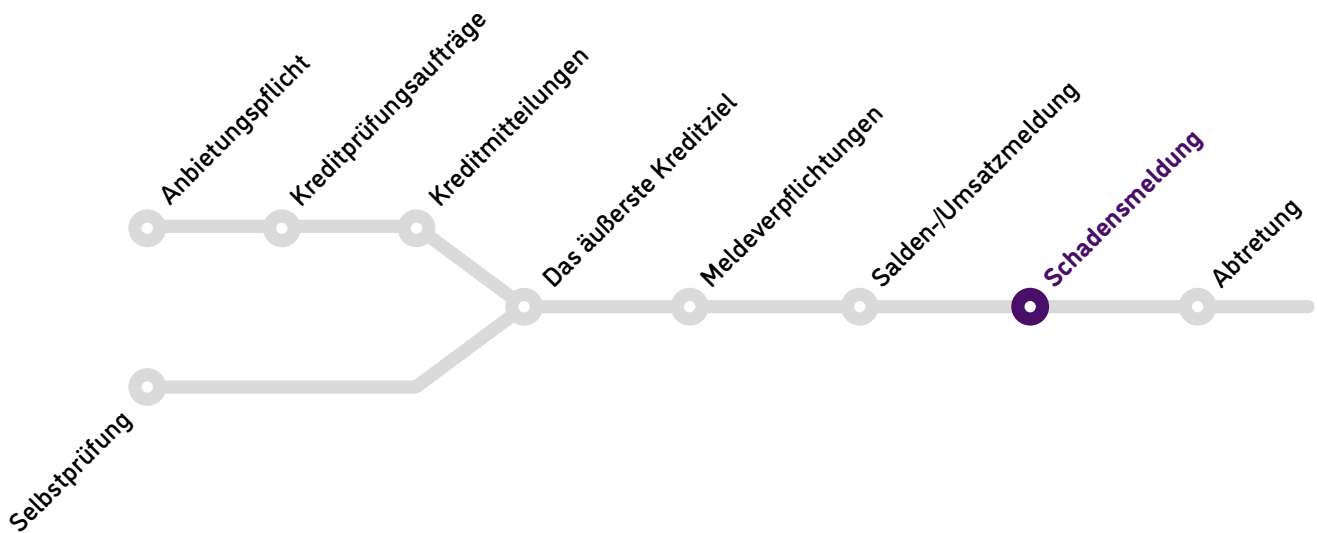 Anbietungspflicht
Kreditprüfungsaufträge
Kreditmitteilungen
Das äußerste Kreditziel
Meldeverpflichtungen
Salden-/Umsatzmeldung
Schadensmeldung
Abtretung
Selbstprüfung